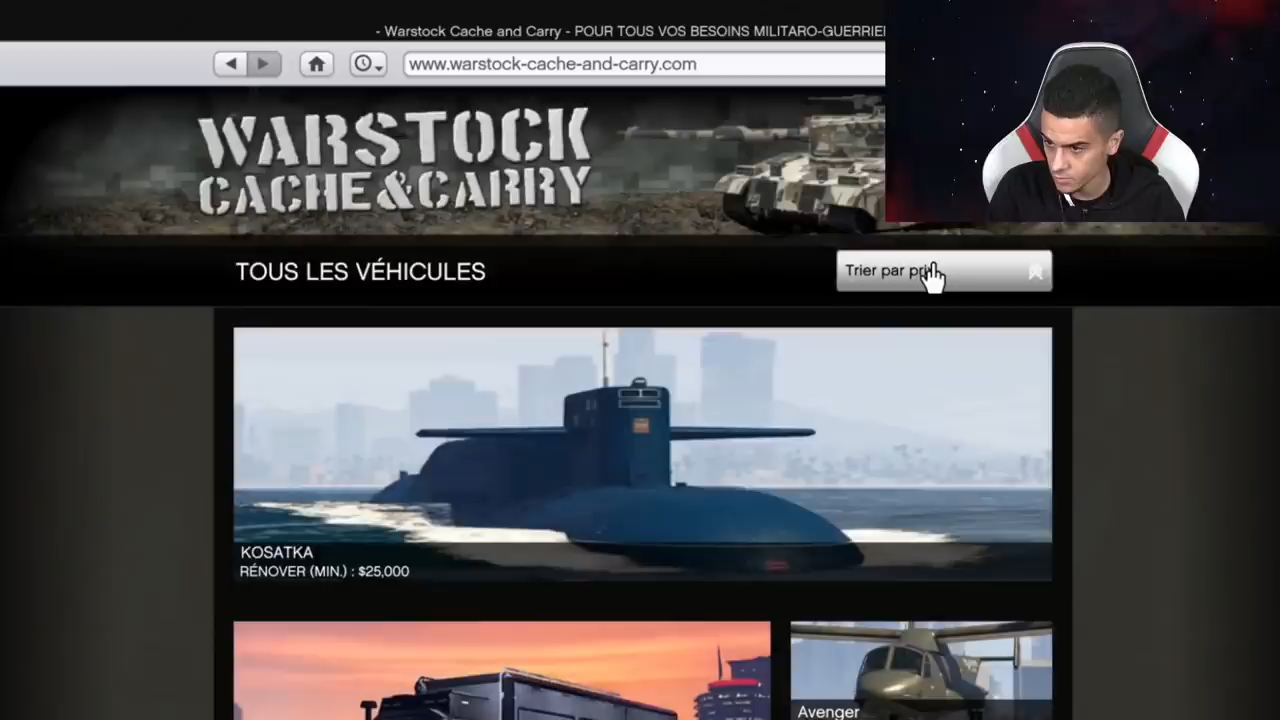 - Warstock Cache and Carry - POUR TOUS VOS BESOINS MILITARO-GUERRIE
www.warstock-cache-and-carry.com
WARSTOCK
CACHE&CARRY
TOUS LES VÉHICULES
Trier par
KOSATKA
RÉNOVER (MIN.) : $25,000
Avenger